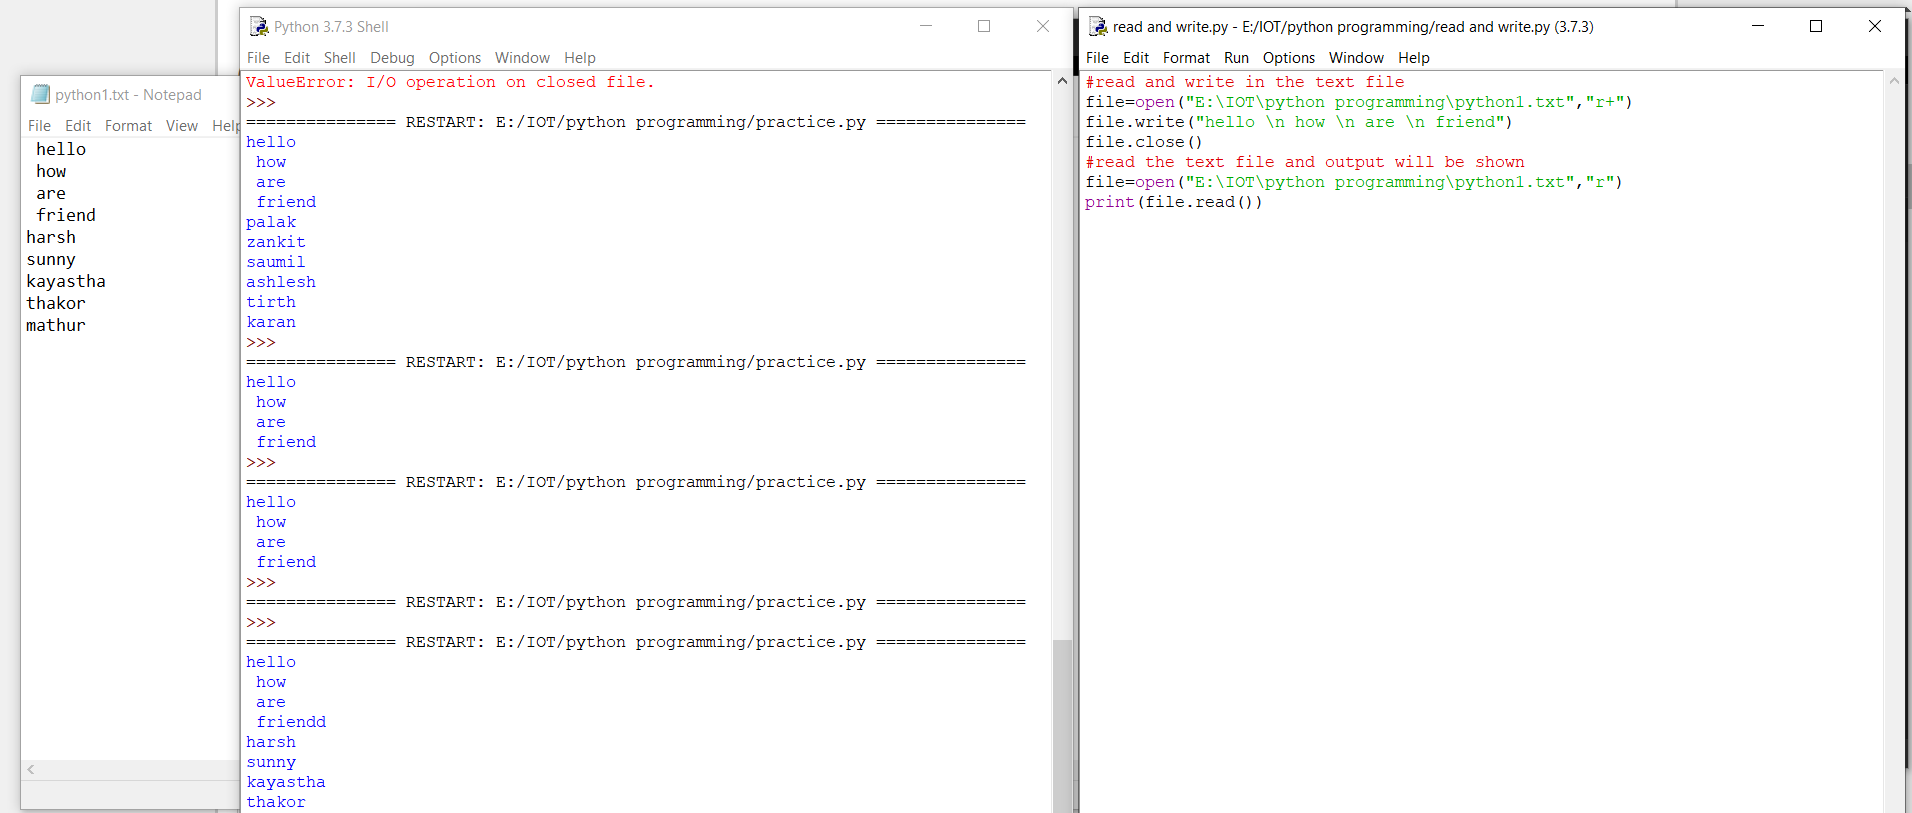 python1.txt - Notepad
File Edit Format View Help
hello
how
are
friend
harsh
sunny
kayastha
thakor
mathur
Python 3.7.3 Shell
File Edit Shell Debug Options Window Help
ValueError: I/O operation on closed file.
>>>
=============== RESTART: E:/IOT/python programming/practice.py ===============
hello
 how
 are
 friend
palak
zankit
saumil
ashlesh
tirth
karan
>>>
=============== RESTART: E:/IOT/python programming/practice.py ===============
hello
 how
 are
 friend
>>>
=============== RESTART: E:/IOT/python programming/practice.py ===============
hello
 how
 are
 friend
>>>
=============== RESTART: E:/IOT/python programming/practice.py ===============
>>>
=============== RESTART: E:/IOT/python programming/practice.py ===============
hello
 how
 are
 friendd
harsh
sunny
kayastha
thakor
read and write.py - E:/IOT/python programming/read and write.py (3.7.3)
File Edit Format Run Options Window Help
#read and write in the text file
file=open("E:\IOT\python programming\python1.txt","r+")
file.write("hello \n how \n are \n friend")
file.close()
#read the text file and output will be shown
file=open("E:\IOT\python programming\python1.txt","r")
print(file.read())